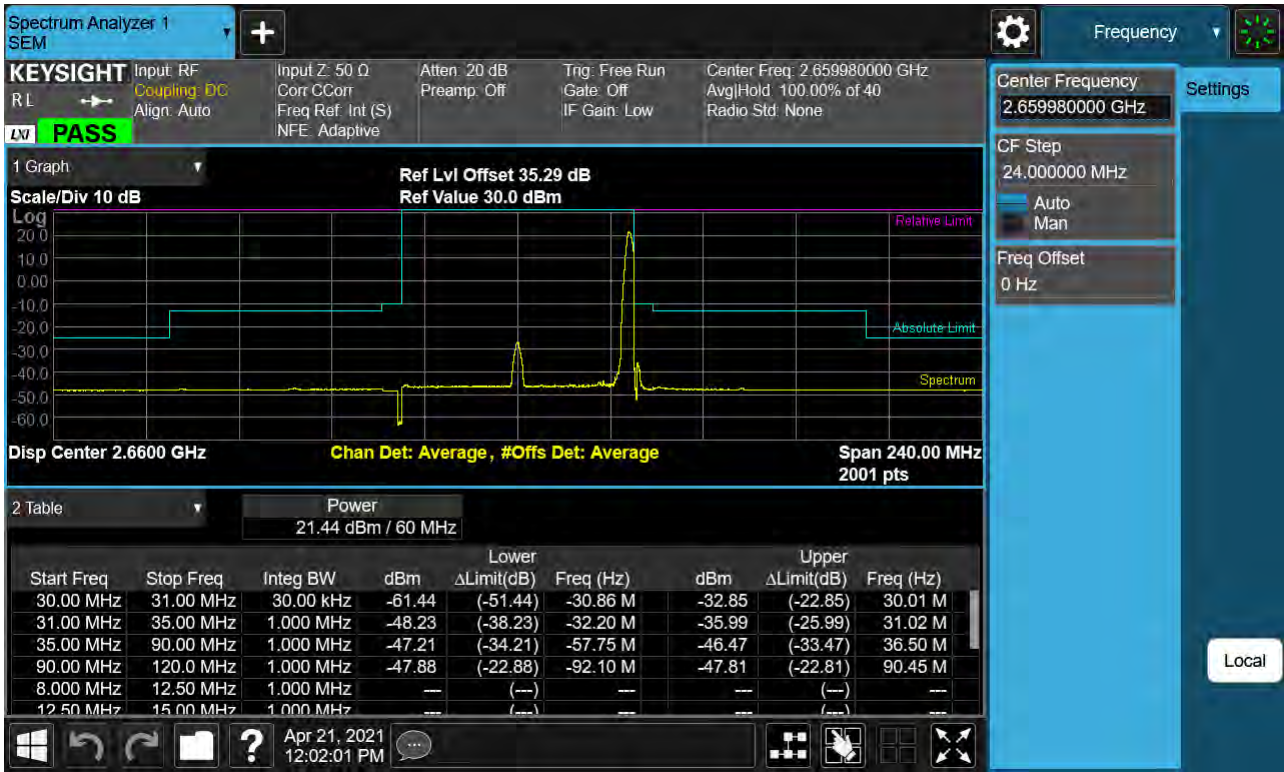 Spectrum Analyzer 1
SEM
+
Frequency
KEYSIGHT
R L
LXI PASS
Input: RF
Coupling: DC
Align: Auto
Input Z: 50 Ω
Corr CCorr
Freq Ref: Int (S)
NFE: Adaptive
Atten: 20 dB
Preamp: Off
Trig: Free Run
Gate: Off
IF Gain: Low
Center Freq: 2.659980000 GHz
Avg|Hold: 100.00% of 40
Radio Std: None
Center Frequency
2.659980000 GHz
Settings
CF Step
24.000000 MHz
Auto
Man
Freq Offset
0 Hz
1 Graph
Scale/Div 10 dB
Ref Lvl Offset 35.29 dB
Ref Value 30.0 dBm
Log
20.0
10.0
0.00
-10.0
-20.0
-30.0
-40.0
-50.0
-60.0
Relative Limit
Absolute Limit
Spectrum
Disp Center 2.6600 GHz
Chan Det: Average, #Offs Det: Average
Span 240.00 MHz
2001 pts
2 Table
Power
21.44 dBm / 60 MHz
Lower Upper
Start Freq Stop Freq Integ BW dBm ΔLimit(dB) Freq (Hz) dBm ΔLimit(dB) Freq (Hz)
30.00 MHz 31.00 MHz 30.00 kHz -61.44 (-51.44) -30.86 M -32.85 (-22.85) 30.01 M
31.00 MHz 35.00 MHz 1.000 MHz -48.23 (-38.23) -32.20 M -35.99 (-25.99) 31.02 M
35.00 MHz 90.00 MHz 1.000 MHz -47.21 (-34.21) -57.75 M -46.47 (-33.47) 36.50 M
90.00 MHz 120.0 MHz 1.000 MHz -47.88 (-22.88) -92.10 M -47.81 (-22.81) 90.45 M
8.000 MHz 12.50 MHz 1.000 MHz --- (---) --- --- (---) ---
12.50 MHz 15.00 MHz 1.000 MHz --- (---) --- --- (---) ---
Local
?
Apr 21, 2021
12:02:01 PM